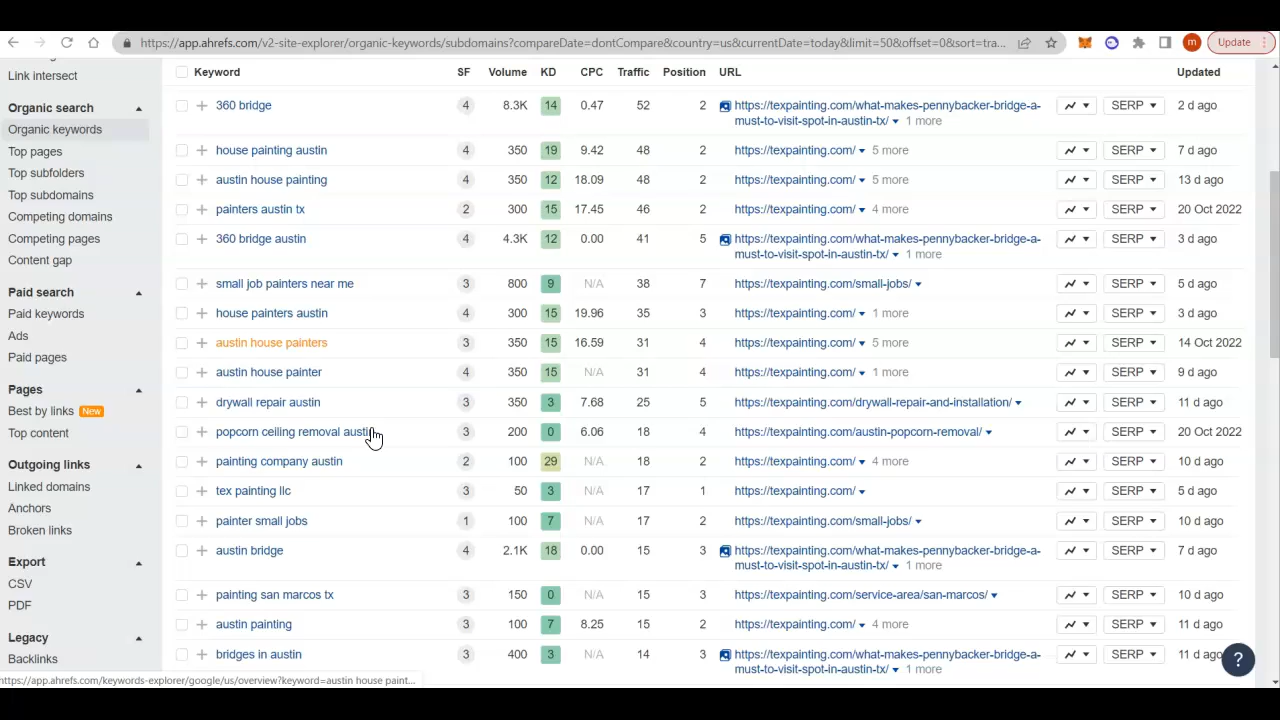 https://app.ahrefs.com/v2-site-explorer/organic-keywords/subdomains?compareDate=dontCompare&country=us&currentDate=today&limit=50&offset=0&sort=tra...
m
Update
Link intersect
Organic search
Organic keywords
Top pages
Top subfolders
Top subdomains
Competing domains
Competing pages
Content gap
Paid search
Paid keywords
Ads
Paid pages
Pages
Best by links New
Top content
Outgoing links
Linked domains
Anchors
Broken links
Export
CSV
PDF
Legacy
Backlinks
Keyword SF Volume KD CPC Traffic Position URL Updated
360 bridge 4 8.3K 14 0.47 52 2 https://texpainting.com/what-makes-pennybacker-bridge-a- SERP 2 d ago
must-to-visit-spot-in-austin-tx/ 1 more
house painting austin 4 350 19 9.42 48 2 https://texpainting.com/ 5 more SERP 7 d ago
austin house painting 4 350 12 18.09 48 2 https://texpainting.com/ 5 more SERP 13 d ago
painters austin tx 2 300 15 17.45 46 2 https://texpainting.com/ 4 more SERP 20 Oct 2022
360 bridge austin 4 4.3K 12 0.00 41 5 https://texpainting.com/what-makes-pennybacker-bridge-a- SERP 3 d ago
must-to-visit-spot-in-austin-tx/ 1 more
small job painters near me 3 800 9 N/A 38 7 https://texpainting.com/small-jobs/ SERP 5 d ago
house painters austin 4 300 15 19.96 35 3 https://texpainting.com/ 1 more SERP 3 d ago
austin house painters 3 350 15 16.59 31 4 https://texpainting.com/ 5 more SERP 14 Oct 2022
austin house painter 4 350 15 N/A 31 4 https://texpainting.com/ 1 more SERP 9 d ago
drywall repair austin 3 350 3 7.68 25 5 https://texpainting.com/drywall-repair-and-installation/ SERP 11 d ago
popcorn ceiling removal austin 3 200 0 6.06 18 4 https://texpainting.com/austin-popcorn-removal/ SERP 20 Oct 2022
painting company austin 2 100 29 N/A 18 2 https://texpainting.com/ 4 more SERP 10 d ago
tex painting llc 3 50 3 N/A 17 1 https://texpainting.com/ SERP 5 d ago
painter small jobs 1 100 7 N/A 17 2 https://texpainting.com/small-jobs/ SERP 10 d ago
austin bridge 4 2.1K 18 0.00 15 3 https://texpainting.com/what-makes-pennybacker-bridge-a- SERP 7 d ago
must-to-visit-spot-in-austin-tx/ 1 more
painting san marcos tx 3 150 0 N/A 15 3 https://texpainting.com/service-area/san-marcos/ SERP 10 d ago
austin painting 3 100 7 8.25 15 2 https://texpainting.com/ 4 more SERP 11 d ago
bridges in austin 3 400 3 N/A 14 3 https://texpainting.com/what-makes-pennybacker-bridge-a- SERP 11 d ago
must-to-visit-spot-in-austin-tx/ 1 more
?
https://app.ahrefs.com/keywords-explorer/google/us/overview?keyword=austin house paint...